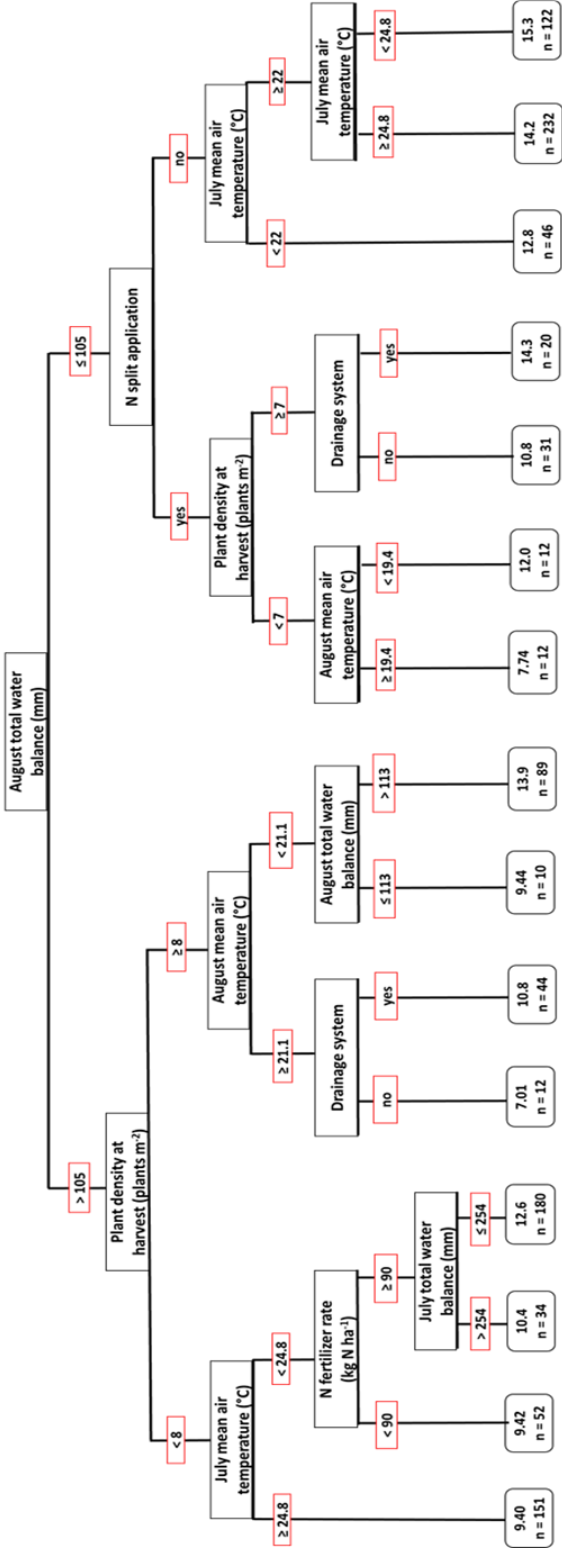 August total water
balance (mm)
> 105
≤105
Plant density at
harvest (plants m⁻²)
N split application
< 8
≥ 8
yes
no
July mean air
temperature (°C)
August mean air
temperature (°C)
Plant density at
harvest (plants m⁻²)
July mean air
temperature (°C)
≥ 24.8
< 24.8
≥ 21.1
< 21.1
< 7
≥ 7
< 22
≥ 22
N fertilizer rate
(kg N ha⁻¹)
Drainage system
August total water
balance (mm)
August mean air
temperature (°C)
Drainage system
July mean air
temperature (°C)
< 90
≥ 90
no
yes
≤ 113
> 113
≥ 19.4
< 19.4
no
yes
≥ 24.8
< 24.8
July total water
balance (mm)
> 254
≤ 254
9.40
n = 151
9.42
n = 52
10.4
n = 34
12.6
n = 180
7.01
n = 12
10.8
n = 44
9.44
n = 10
13.9
n = 89
7.74
n = 12
12.0
n = 12
10.8
n = 31
14.3
n = 20
12.8
n = 46
14.2
n = 232
15.3
n = 122